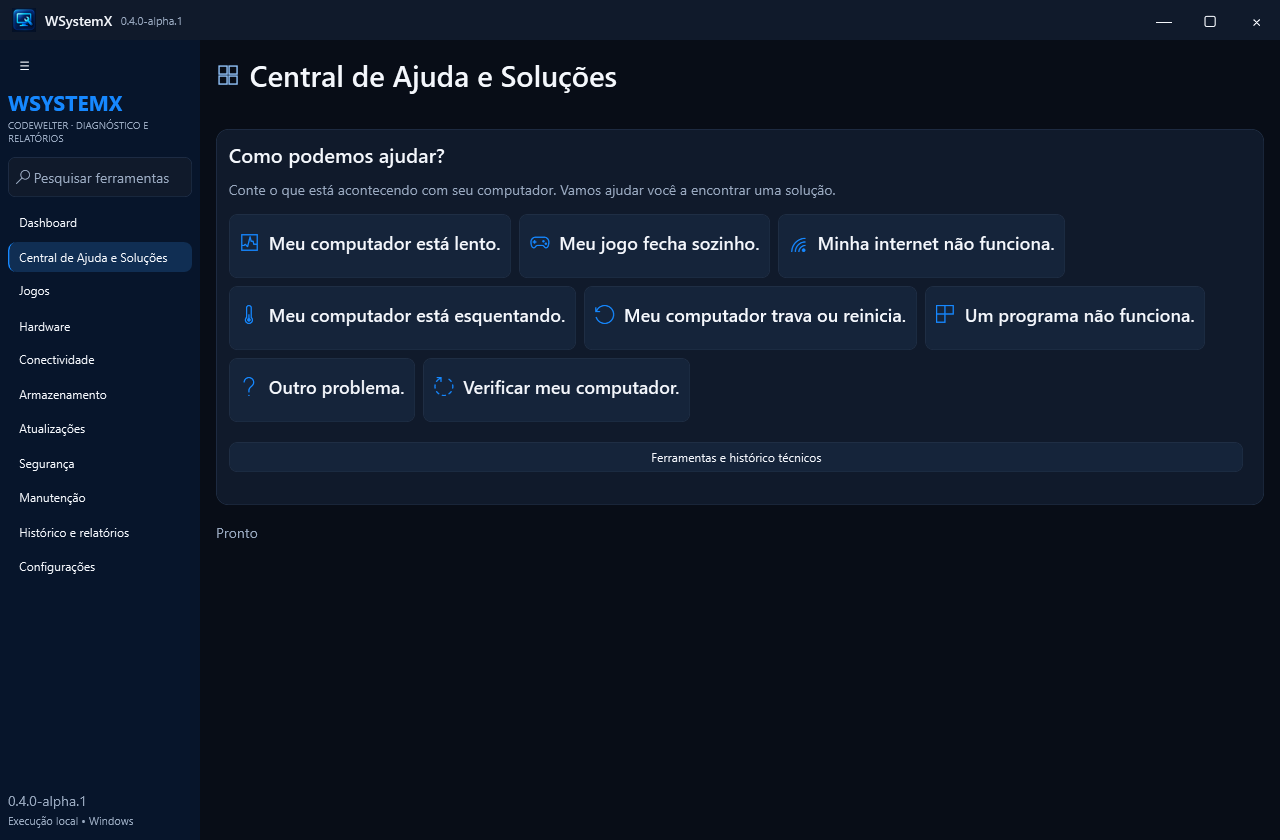 WSystemX 0.4.0-alpha.1
WSYSTEMX
CODEWELTER · DIAGNÓSTICO E
RELATÓRIOS
Pesquisar ferramentas
Dashboard
Central de Ajuda e Soluções
Jogos
Hardware
Conectividade
Armazenamento
Atualizações
Segurança
Manutenção
Histórico e relatórios
Configurações
0.4.0-alpha.1
Execução local • Windows
Central de Ajuda e Soluções
Como podemos ajudar?
Conte o que está acontecendo com seu computador. Vamos ajudar você a encontrar uma solução.
Meu computador está lento.
Meu jogo fecha sozinho.
Minha internet não funciona.
Meu computador está esquentando.
Meu computador trava ou reinicia.
Um programa não funciona.
Outro problema.
Verificar meu computador.
Ferramentas e histórico técnicos
Pronto